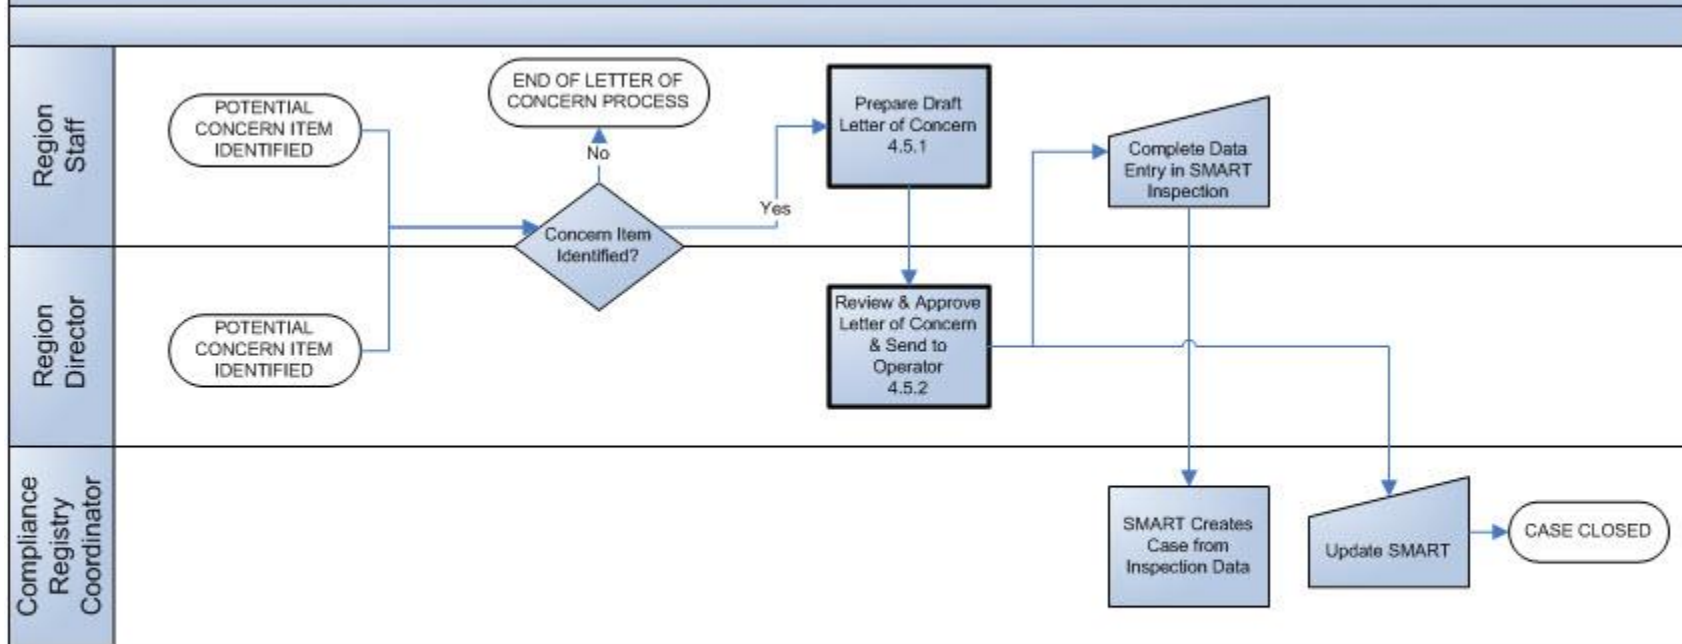 Region
Staff
POTENTIAL
CONCERN ITEM
IDENTIFIED
END OF LETTER OF
CONCERN PROCESS
No
Concern Item
Identified?
Yes
Prepare Draft
Letter of Concern
4.5.1
Complete Data
Entry in SMART
Inspection
Region
Director
POTENTIAL
CONCERN ITEM
IDENTIFIED
Review & Approve
Letter of Concern
& Send to
Operator
4.5.2
Compliance
Registry
Coordinator
SMART Creates
Case from
Inspection Data
Update SMART
CASE CLOSED